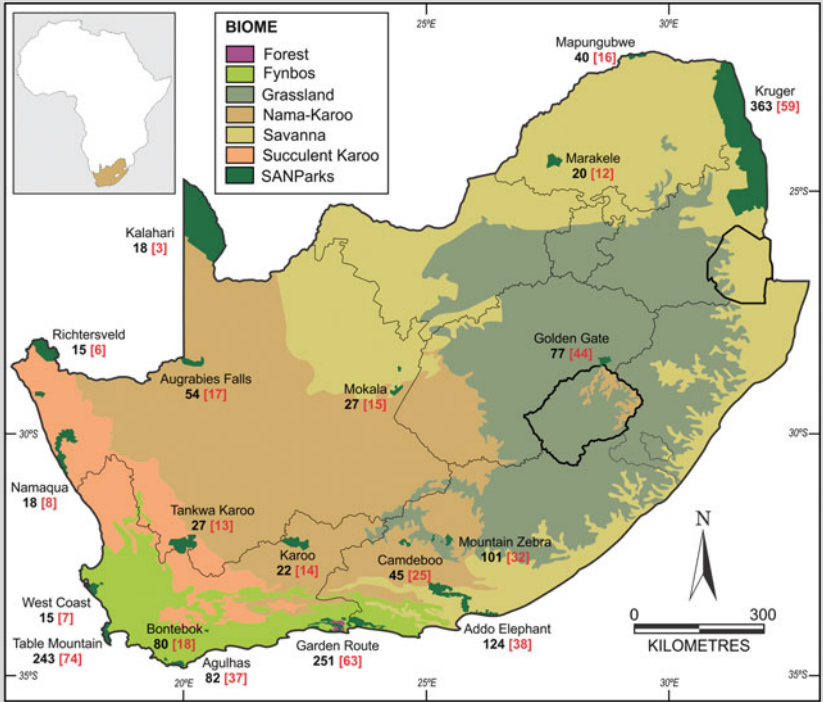 25°E
30°E
BIOME
Forest
Fynbos
Grassland
Nama-Karoo
Savanna
Succulent Karoo
SANParks
Mapungubwe
40 [16]
Kruger
363 [59]
Marakele
20 [12]
25°S
Kalahari
18 [3]
Richtersveld
15 [6]
Augrabies Falls
54 [17]
Mokala
27 [15]
Golden Gate
77 [44]
30°S
30°S
Namaqua
18 [8]
Tankwa Karoo
27 [13]
Karoo
22 [14]
Camdeboo
45 [25]
Mountain Zebra
101 [32]
N
West Coast
15 [7]
Table Mountain
243 [74]
Bontebok
80 [18]
Agulhas
82 [37]
Garden Route
251 [63]
Addo Elephant
124 [38]
0 300
KILOMETRES
35°S
20°E
25°E
30°E
35°S